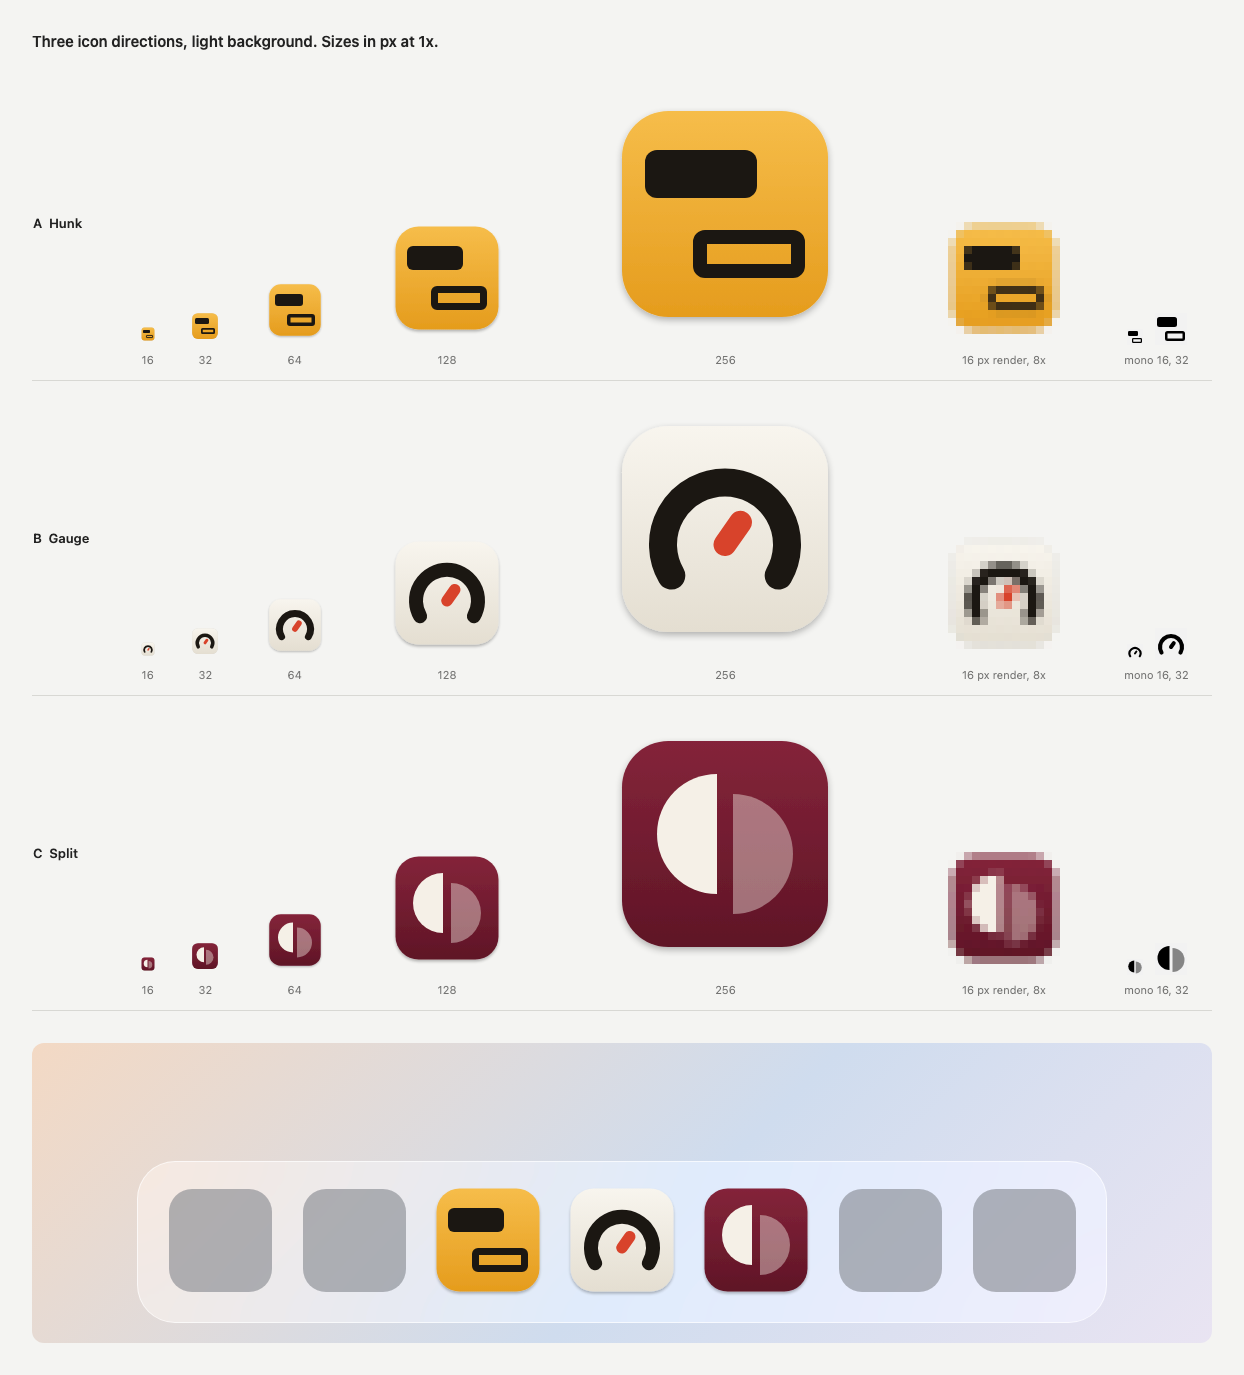 Three icon directions, light background. Sizes in px at 1x.
A Hunk
16 32 64 128 256 16 px render, 8x mono 16, 32
B Gauge
16 32 64 128 256 16 px render, 8x mono 16, 32
C Split
16 32 64 128 256 16 px render, 8x mono 16, 32